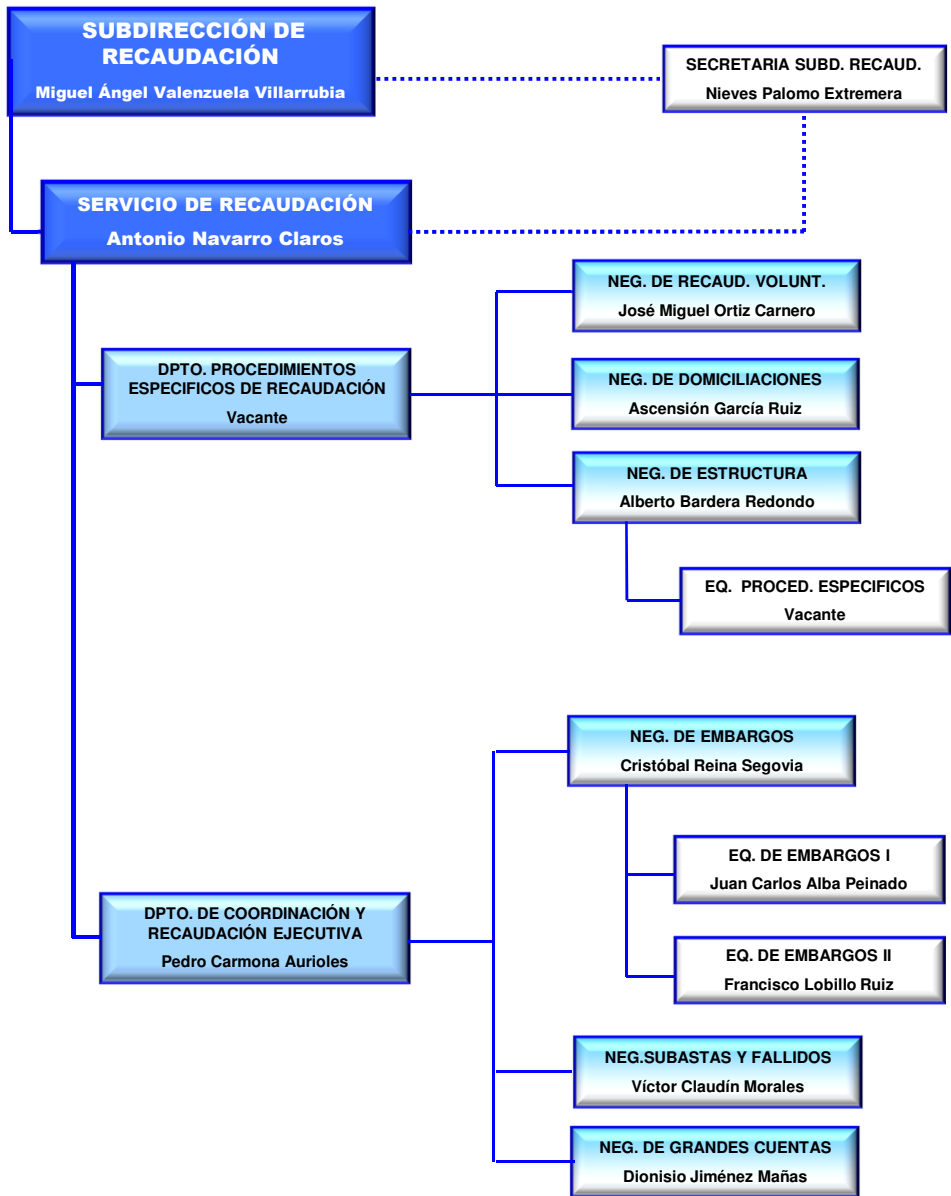 SUBDIRECCIÓN DE
RECAUDACIÓN
Miguel Ángel Valenzuela Villarrubia
SECRETARIA SUBD. RECAUD.
Nieves Palomo Extremera
SERVICIO DE RECAUDACIÓN
Antonio Navarro Claros
NEG. DE RECAUD. VOLUNT.
José Miguel Ortiz Carnero
DPTO. PROCEDIMIENTOS
ESPECIFICOS DE RECAUDACIÓN
Vacante
NEG. DE DOMICILIACIONES
Ascensión García Ruiz
NEG. DE ESTRUCTURA
Alberto Bardera Redondo
EQ. PROCED. ESPECIFICOS
Vacante
NEG. DE EMBARGOS
Cristóbal Reina Segovia
EQ. DE EMBARGOS I
Juan Carlos Alba Peinado
DPTO. DE COORDINACIÓN Y
RECAUDACIÓN EJECUTIVA
Pedro Carmona Aurioles
EQ. DE EMBARGOS II
Francisco Lobillo Ruiz
NEG.SUBASTAS Y FALLIDOS
Víctor Claudín Morales
NEG. DE GRANDES CUENTAS
Dionisio Jiménez Mañas